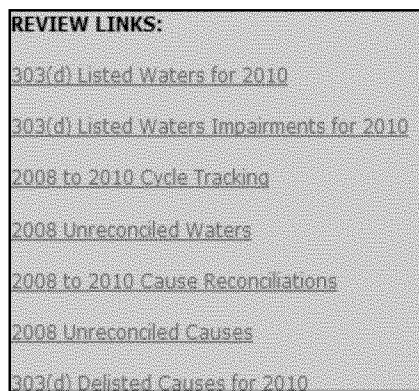 REVIEW LINKS:
303(d) Listed Waters for 2010
303(d) Listed Waters Impairments for 2010
2008 to 2010 Cycle Tracking
2008 Unreconciled Waters
2008 to 2010 Cause Reconciliations
2008 Unreconciled Causes
303(d) Delisted Causes for 2010